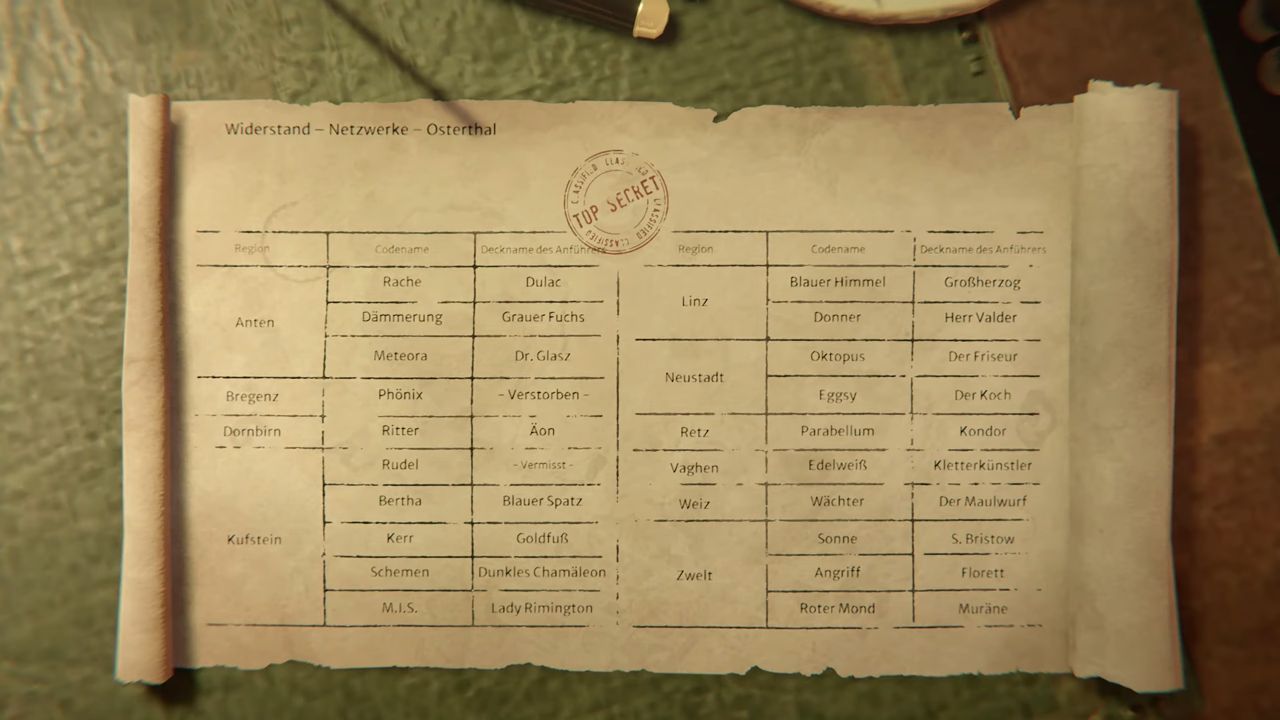 Widerstand – Netzwerke – Osterthal
CLASSIFIED
TOP SECRET
CLASSIFIED
Region Codename Deckname des Anführers
Anten
Rache Dulac
Dämmerung Grauer Fuchs
Meteora Dr. Glasz
Bregenz Phönix – Verstorben –
Dornbirn Ritter Äon
Kufstein
Rudel – Vermisst –
Bertha Blauer Spatz
Kerr Goldfuß
Schemen Dunkles Chamäleon
M.I.S. Lady Rimington
Region Codename Deckname des Anführers
Linz
Blauer Himmel Großherzog
Donner Herr Valder
Neustadt
Oktopus Der Friseur
Eggsy Der Koch
Retz Parabellum Kondor
Vaghen Edelweiß Kletterkünstler
Weiz Wächter Der Maulwurf
Zwelt
Sonne S. Bristow
Angriff Florett
Roter Mond Muräne